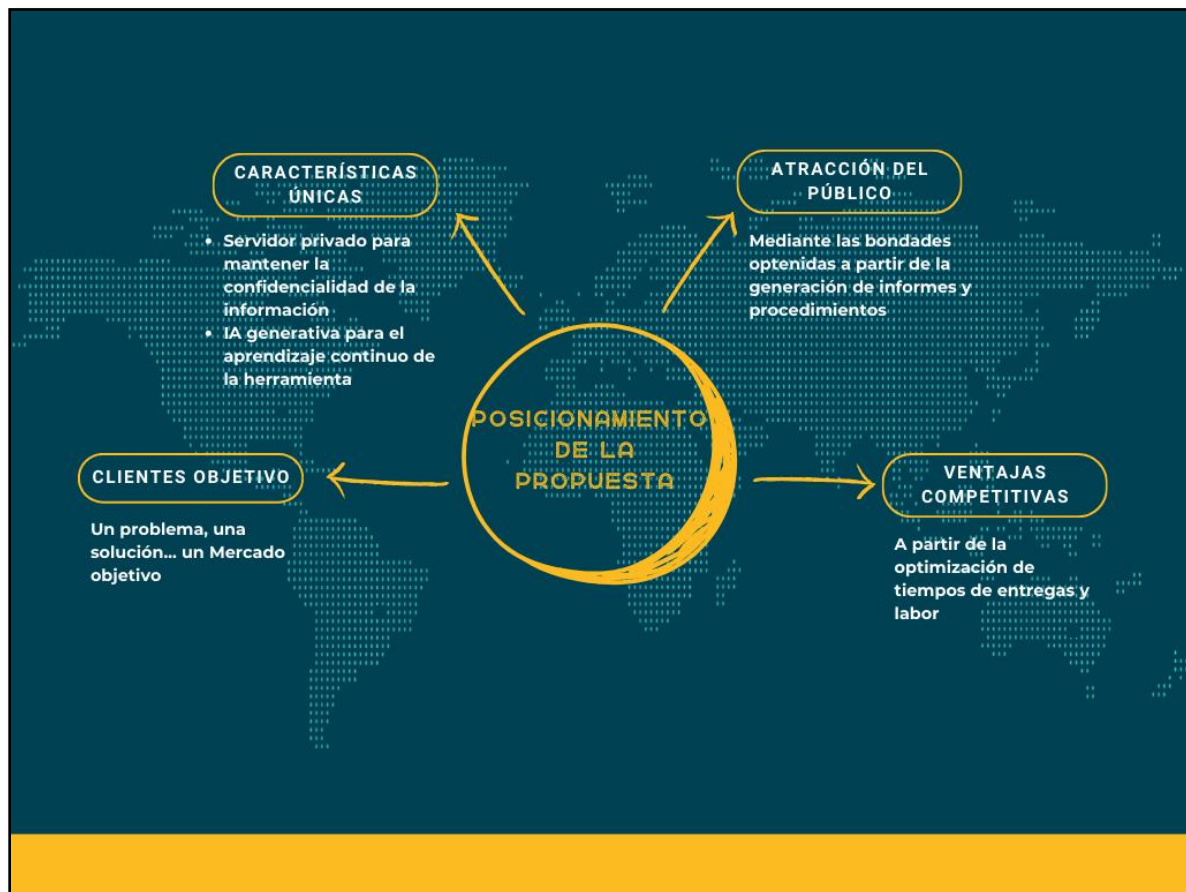 CARACTERÍSTICAS
ÚNICAS
• Servidor privado para
mantener la
confidencialidad de la
información
• IA generativa para el
aprendizaje continuo de
la herramienta
ATRACCIÓN DEL
PÚBLICO
Mediante las bondades
optenidas a partir de la
generación de informes y
procedimientos
POSICIONAMIENTO
DE LA
PROPUESTA
CLIENTES OBJETIVO
Un problema, una
solución... un Mercado
objetivo
VENTAJAS
COMPETITIVAS
A partir de la
optimización de
tiempos de entregas y
labor